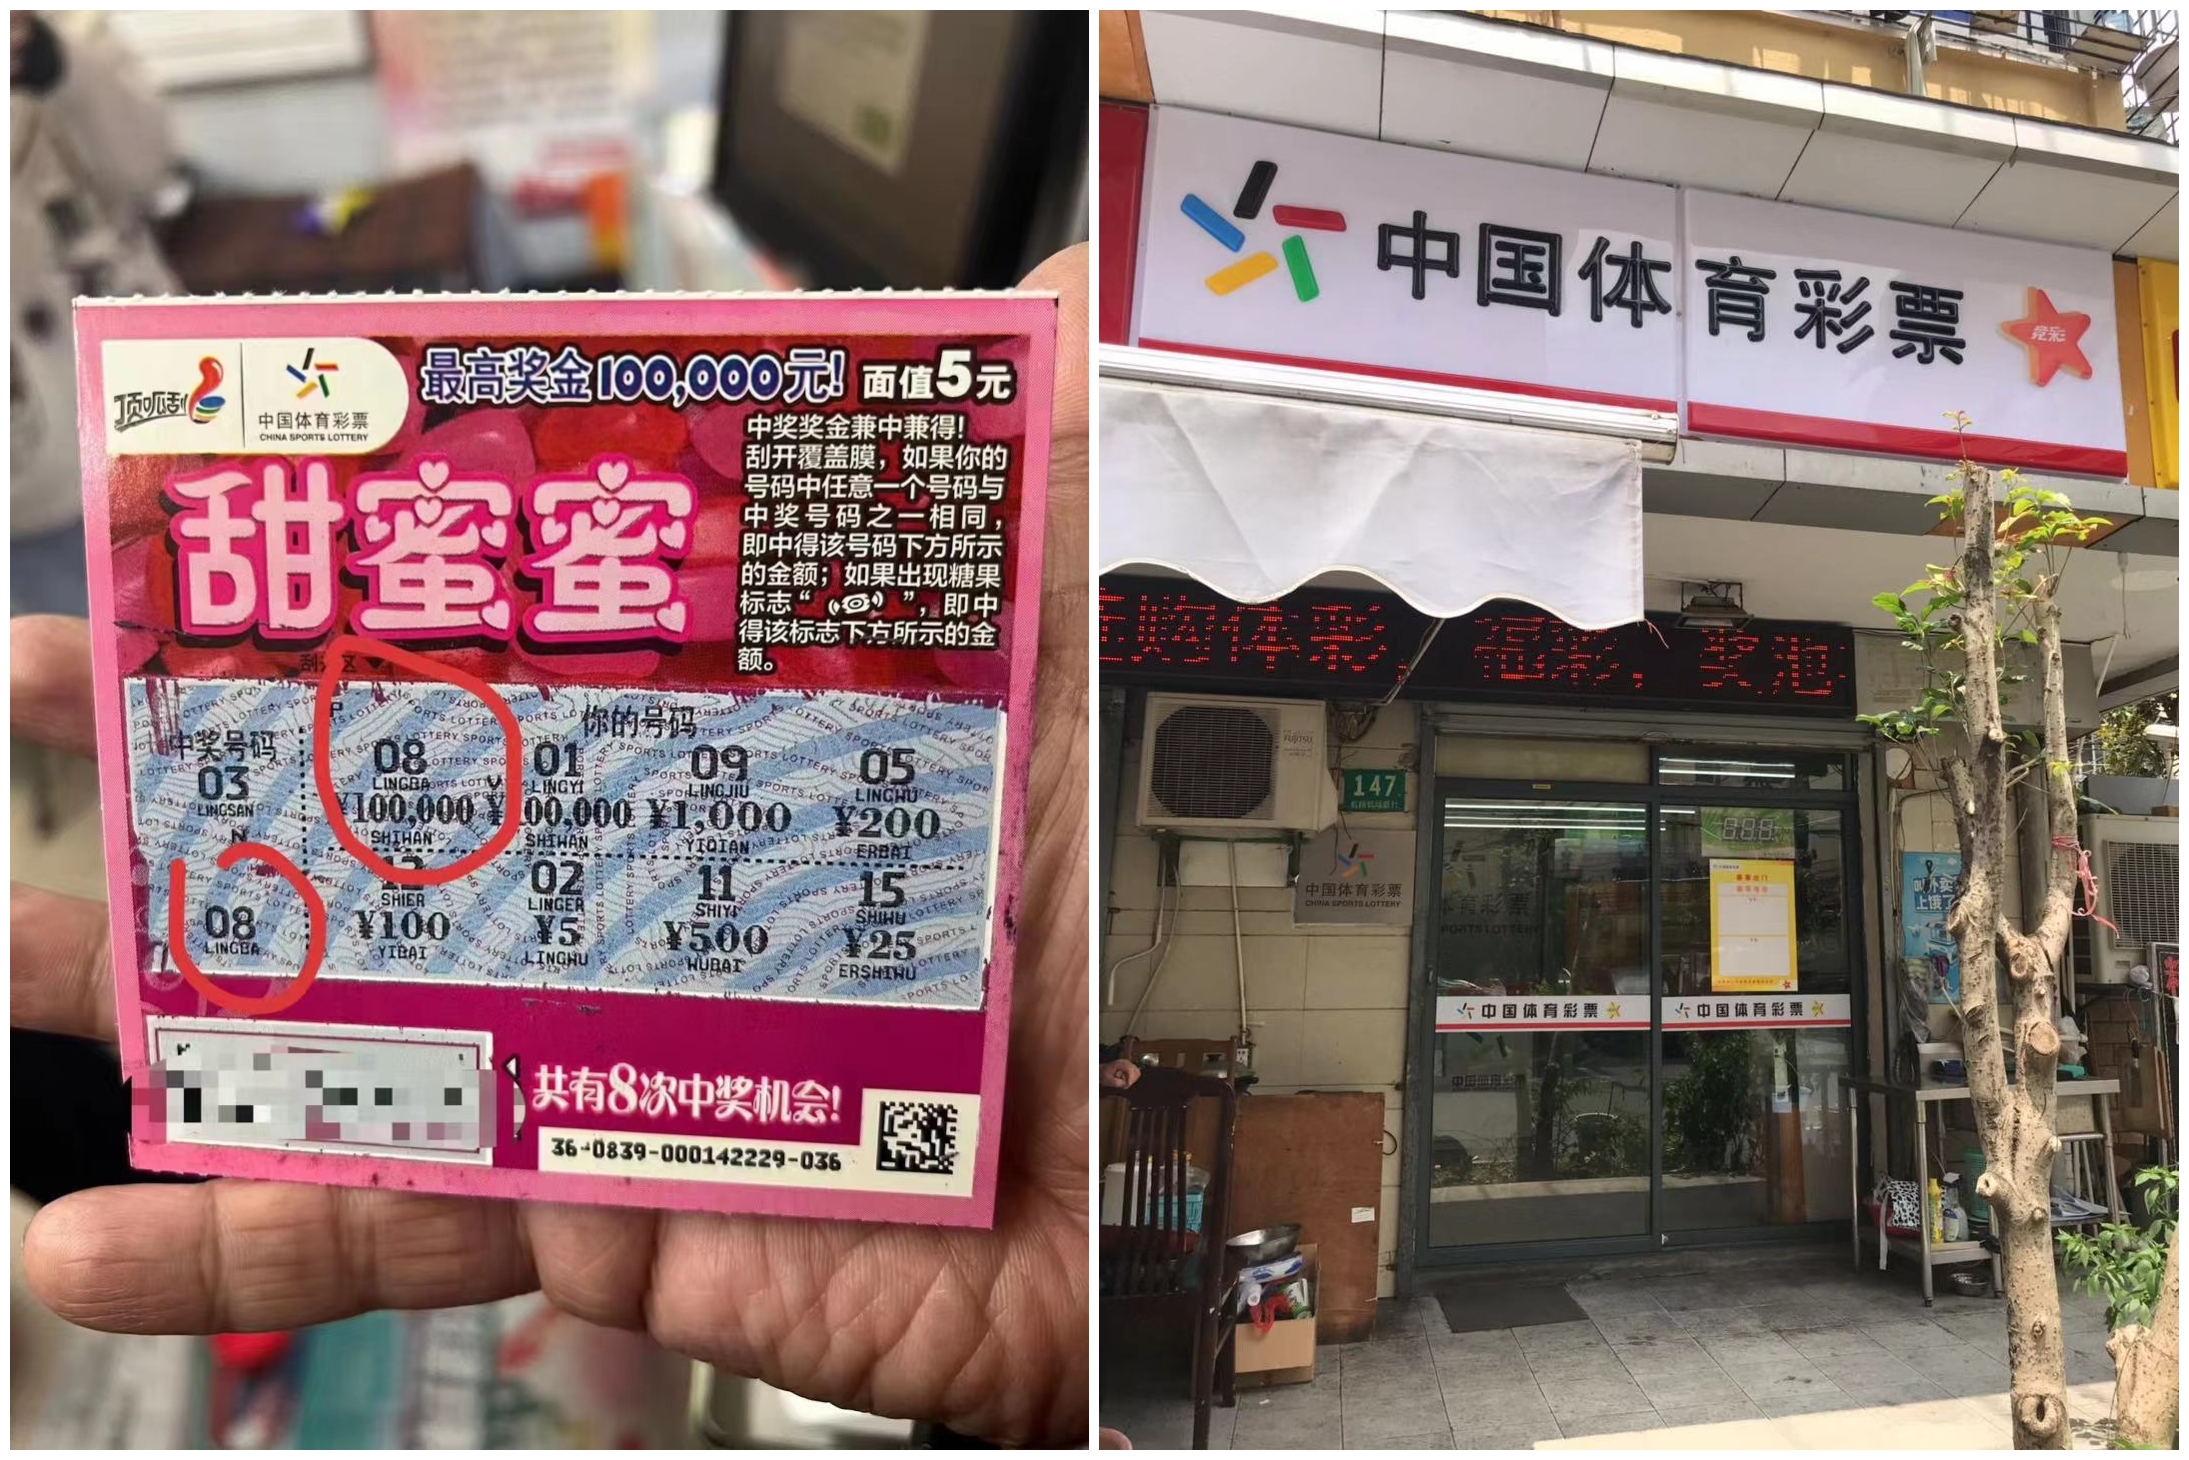 顶呱刮
中国体育彩票
CHINA SPORTS LOTTERY
最高奖金100,000元! 面值5元
甜蜜蜜
中奖奖金兼中兼得!
刮开覆盖膜，如果你的
号码中任意一个号码与
中奖号码之一相同，
即中得该号码下方所示
的金额；如果出现糖果
标志“ ”，即中
得该标志下方所示的金
额。
中奖号码
03
LINGSAN
08
LINGBA
你的号码
08 01 09 05
LINGBA LINGYI LINGJIU LINGWU
¥100,000 ¥100,000 ¥1,000 ¥200
SHIWAN SHIWAN YIQIAN ERBAI
12 02 11 15
SHIER LINGER SHIYI SHIWU
¥100 ¥5 ¥500 ¥25
YIBAI LINGWU WUBAI ERSHIWU
共有8次中奖机会!
36-0839-000142229-036
中国体育彩票
竞彩
购体彩，福彩，奖池
FUJITSU
147
中国体育彩票
CHINA SPORTS LOTTERY
888
中国体育彩票
中国体育彩票